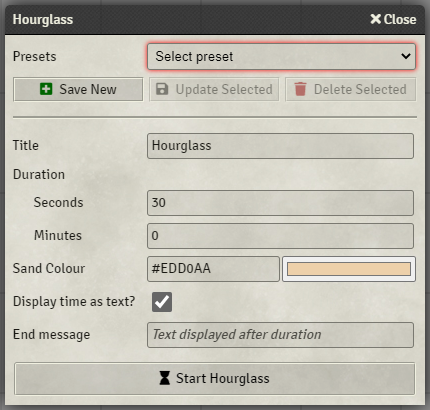 Hourglass Close
Presets Select preset
Save New Update Selected Delete Selected
Title Hourglass
Duration
Seconds 30
Minutes 0
Sand Colour #EDD0AA
Display time as text?
End message Text displayed after duration
Start Hourglass